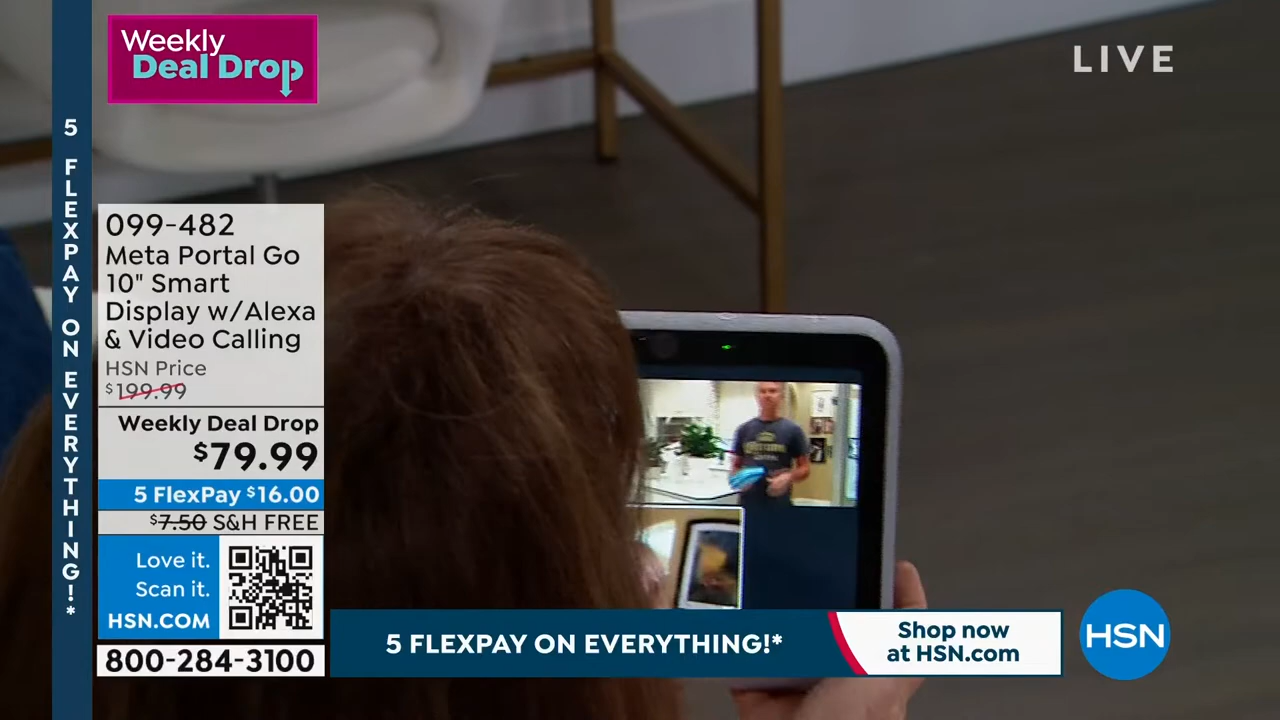 Weekly
Deal Drop
LIVE
5 FLEXPAY ON EVERYTHING!*
099-482
Meta Portal Go
10" Smart
Display w/Alexa
& Video Calling
HSN Price
$199.99
Weekly Deal Drop
$79.99
5 FlexPay $16.00
$7.50 S&H FREE
Love it.
Scan it.
HSN.COM
800-284-3100
5 FLEXPAY ON EVERYTHING!*
Shop now
at HSN.com
HSN